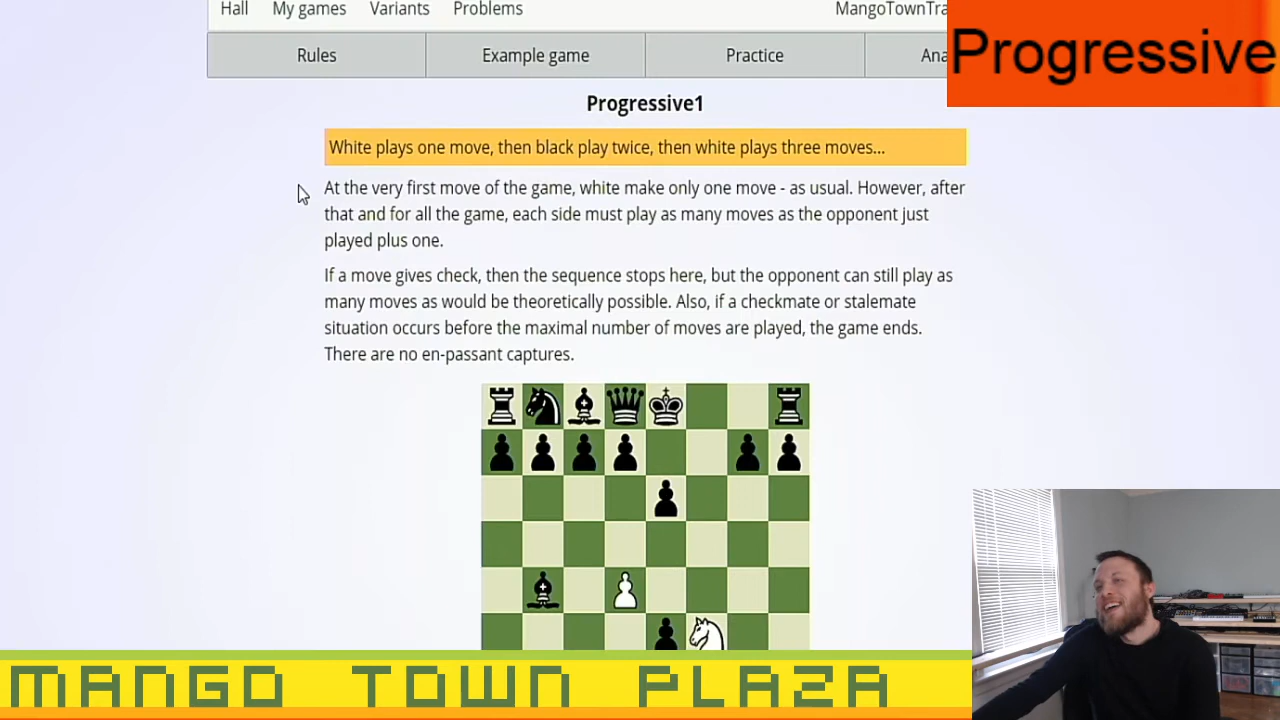 Hall My games Variants Problems MangoTownTra
Progressive
Rules Example game Practice Ana
Progressive1
White plays one move, then black play twice, then white plays three moves...
At the very first move of the game, white make only one move - as usual. However, after
that and for all the game, each side must play as many moves as the opponent just
played plus one.
If a move gives check, then the sequence stops here, but the opponent can still play as
many moves as would be theoretically possible. Also, if a checkmate or stalemate
situation occurs before the maximal number of moves are played, the game ends.
There are no en-passant captures.
MANGO TOWN PLAZA